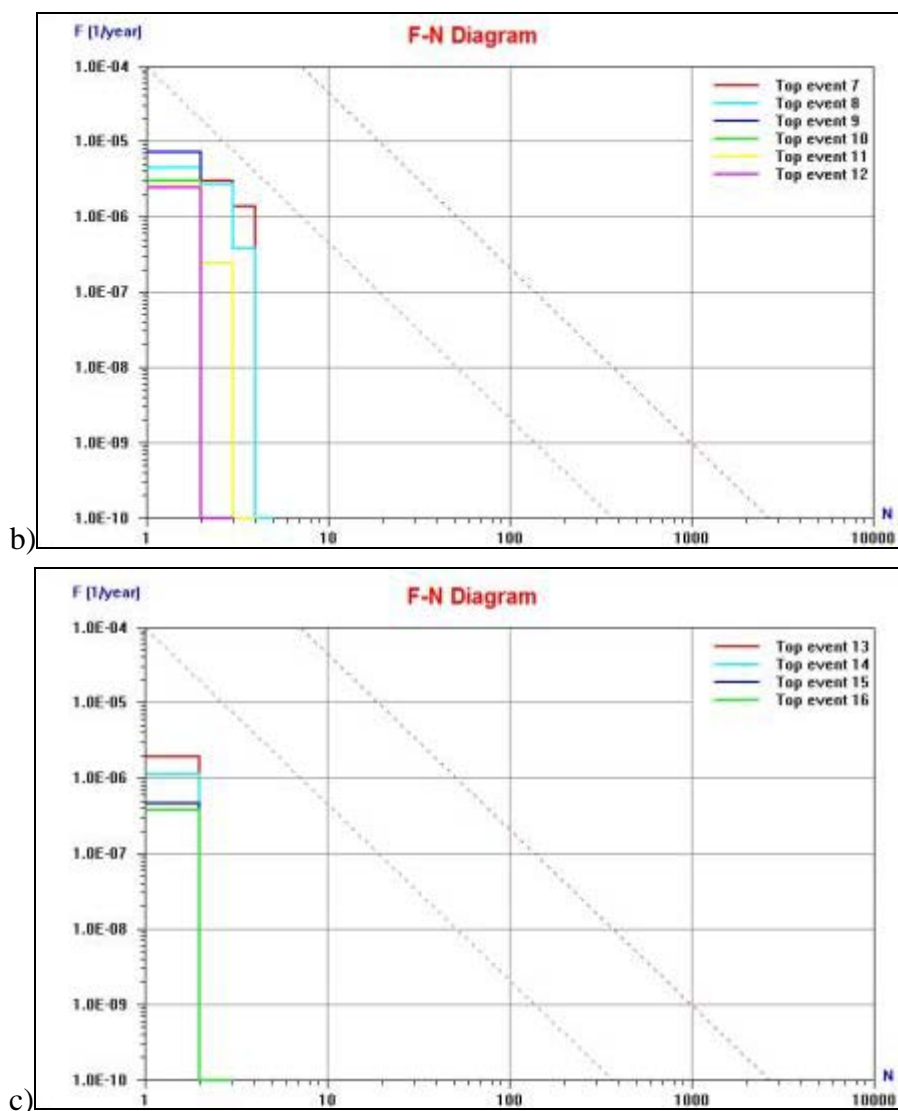 b)
F [1/year]
F-N Diagram
1.0E-04
1.0E-05
1.0E-06
1.0E-07
1.0E-08
1.0E-09
1.0E-10
Top event 7
Top event 8
Top event 9
Top event 10
Top event 11
Top event 12
N
1 10 100 1000 10000
c)
F [1/year]
F-N Diagram
1.0E-04
1.0E-05
1.0E-06
1.0E-07
1.0E-08
1.0E-09
1.0E-10
Top event 13
Top event 14
Top event 15
Top event 16
N
1 10 100 1000 10000